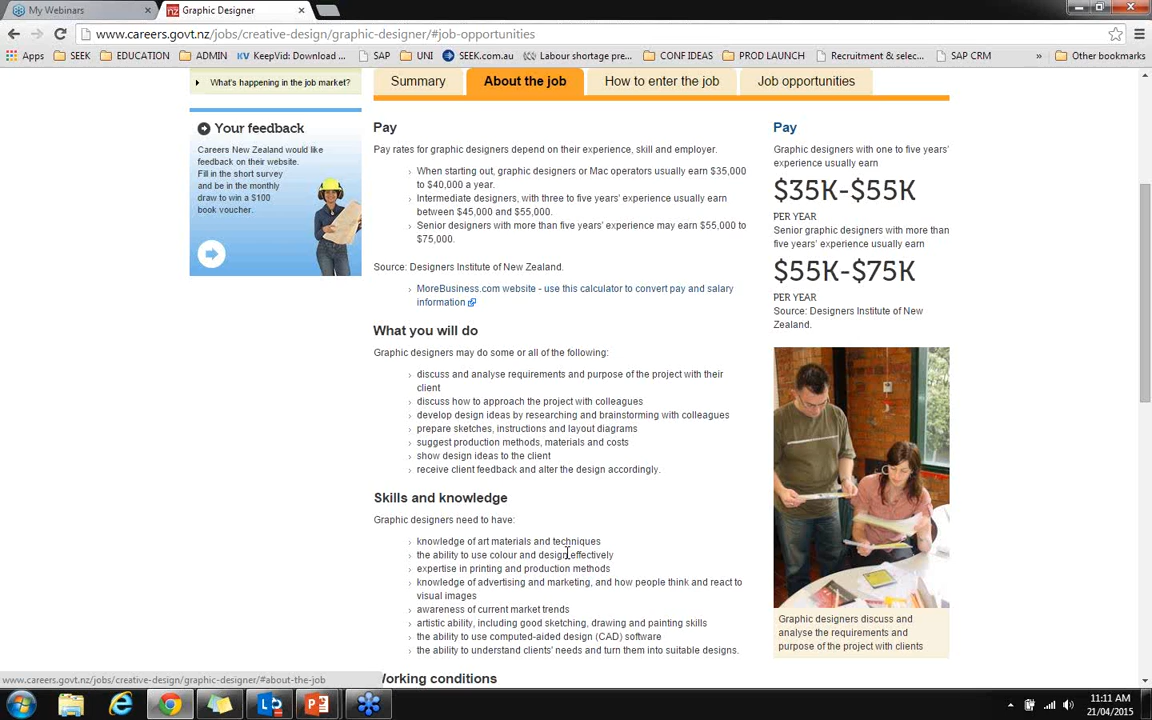 My Webinars
Graphic Designer
www.careers.govt.nz/jobs/creative-design/graphic-designer/#job-opportunities
Apps SEEK EDUCATION ADMIN KV KeepVid: Download ... SAP UNI SEEK.com.au Labour shortage pre... CONF IDEAS PROD LAUNCH Recruitment & selec... SAP CRM » Other bookmarks
What's happening in the job market?
Summary About the job How to enter the job Job opportunities
Your feedback
Careers New Zealand would like
feedback on their website.
Fill in the short survey
and be in the monthly
draw to win a $100
book voucher.
Pay
Pay rates for graphic designers depend on their experience, skill and employer.
When starting out, graphic designers or Mac operators usually earn $35,000
to $40,000 a year.
Intermediate designers, with three to five years' experience usually earn
between $45,000 and $55,000.
Senior designers with more than five years' experience may earn $55,000 to
$75,000.
Source: Designers Institute of New Zealand.
MoreBusiness.com website - use this calculator to convert pay and salary
information
What you will do
Graphic designers may do some or all of the following:
discuss and analyse requirements and purpose of the project with their
client
discuss how to approach the project with colleagues
develop design ideas by researching and brainstorming with colleagues
prepare sketches, instructions and layout diagrams
suggest production methods, materials and costs
show design ideas to the client
receive client feedback and alter the design accordingly.
Skills and knowledge
Graphic designers need to have:
knowledge of art materials and techniques
the ability to use colour and design effectively
expertise in printing and production methods
knowledge of advertising and marketing, and how people think and react to
visual images
awareness of current market trends
artistic ability, including good sketching, drawing and painting skills
the ability to use computed-aided design (CAD) software
the ability to understand clients' needs and turn them into suitable designs.
Working conditions
Pay
Graphic designers with one to five years'
experience usually earn
$35K-$55K
PER YEAR
Senior graphic designers with more than
five years' experience usually earn
$55K-$75K
PER YEAR
Source: Designers Institute of New
Zealand.
Graphic designers discuss and
analyse the requirements and
purpose of the project with clients
www.careers.govt.nz/jobs/creative-design/graphic-designer/#about-the-job
11:11 AM
21/04/2015